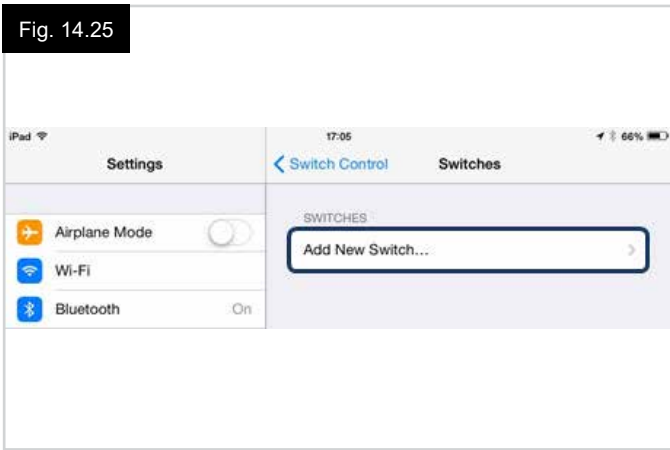 Fig. 14.25
iPad 17:05 66%
Settings
Switch Control Switches
SWITCHES
Add New Switch...
Airplane Mode
Wi-Fi
Bluetooth On